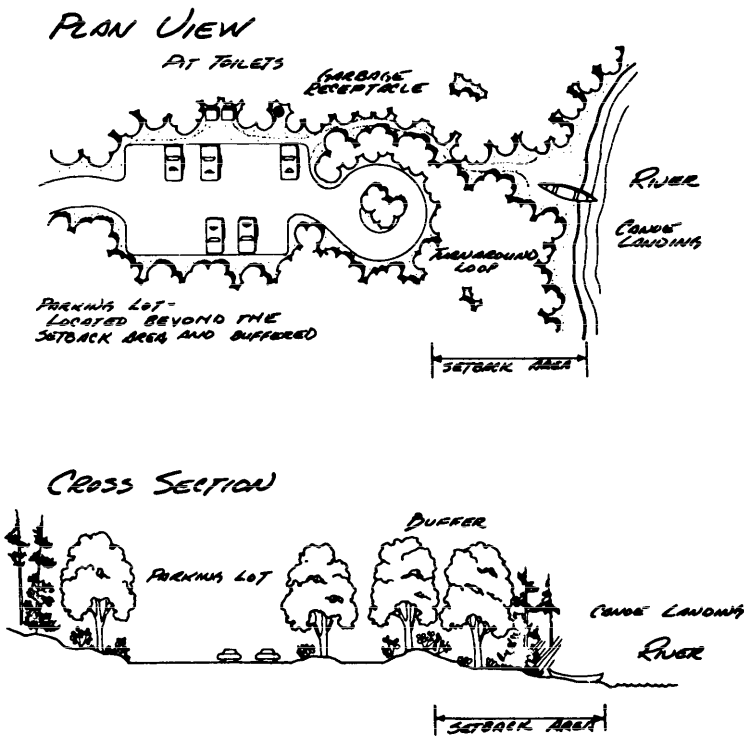 PLAN VIEW
PIT TOILETS
GARBAGE
RECEPTACLE
RIVER
CANOE
LANDING
TURNAROUND
LOOP
PARKING LOT-
LOCATED BEYOND THE
SETBACK AREA AND BUFFERED
SETBACK AREA
CROSS SECTION
BUFFER
PARKING LOT
CANOE LANDING
RIVER
SETBACK AREA